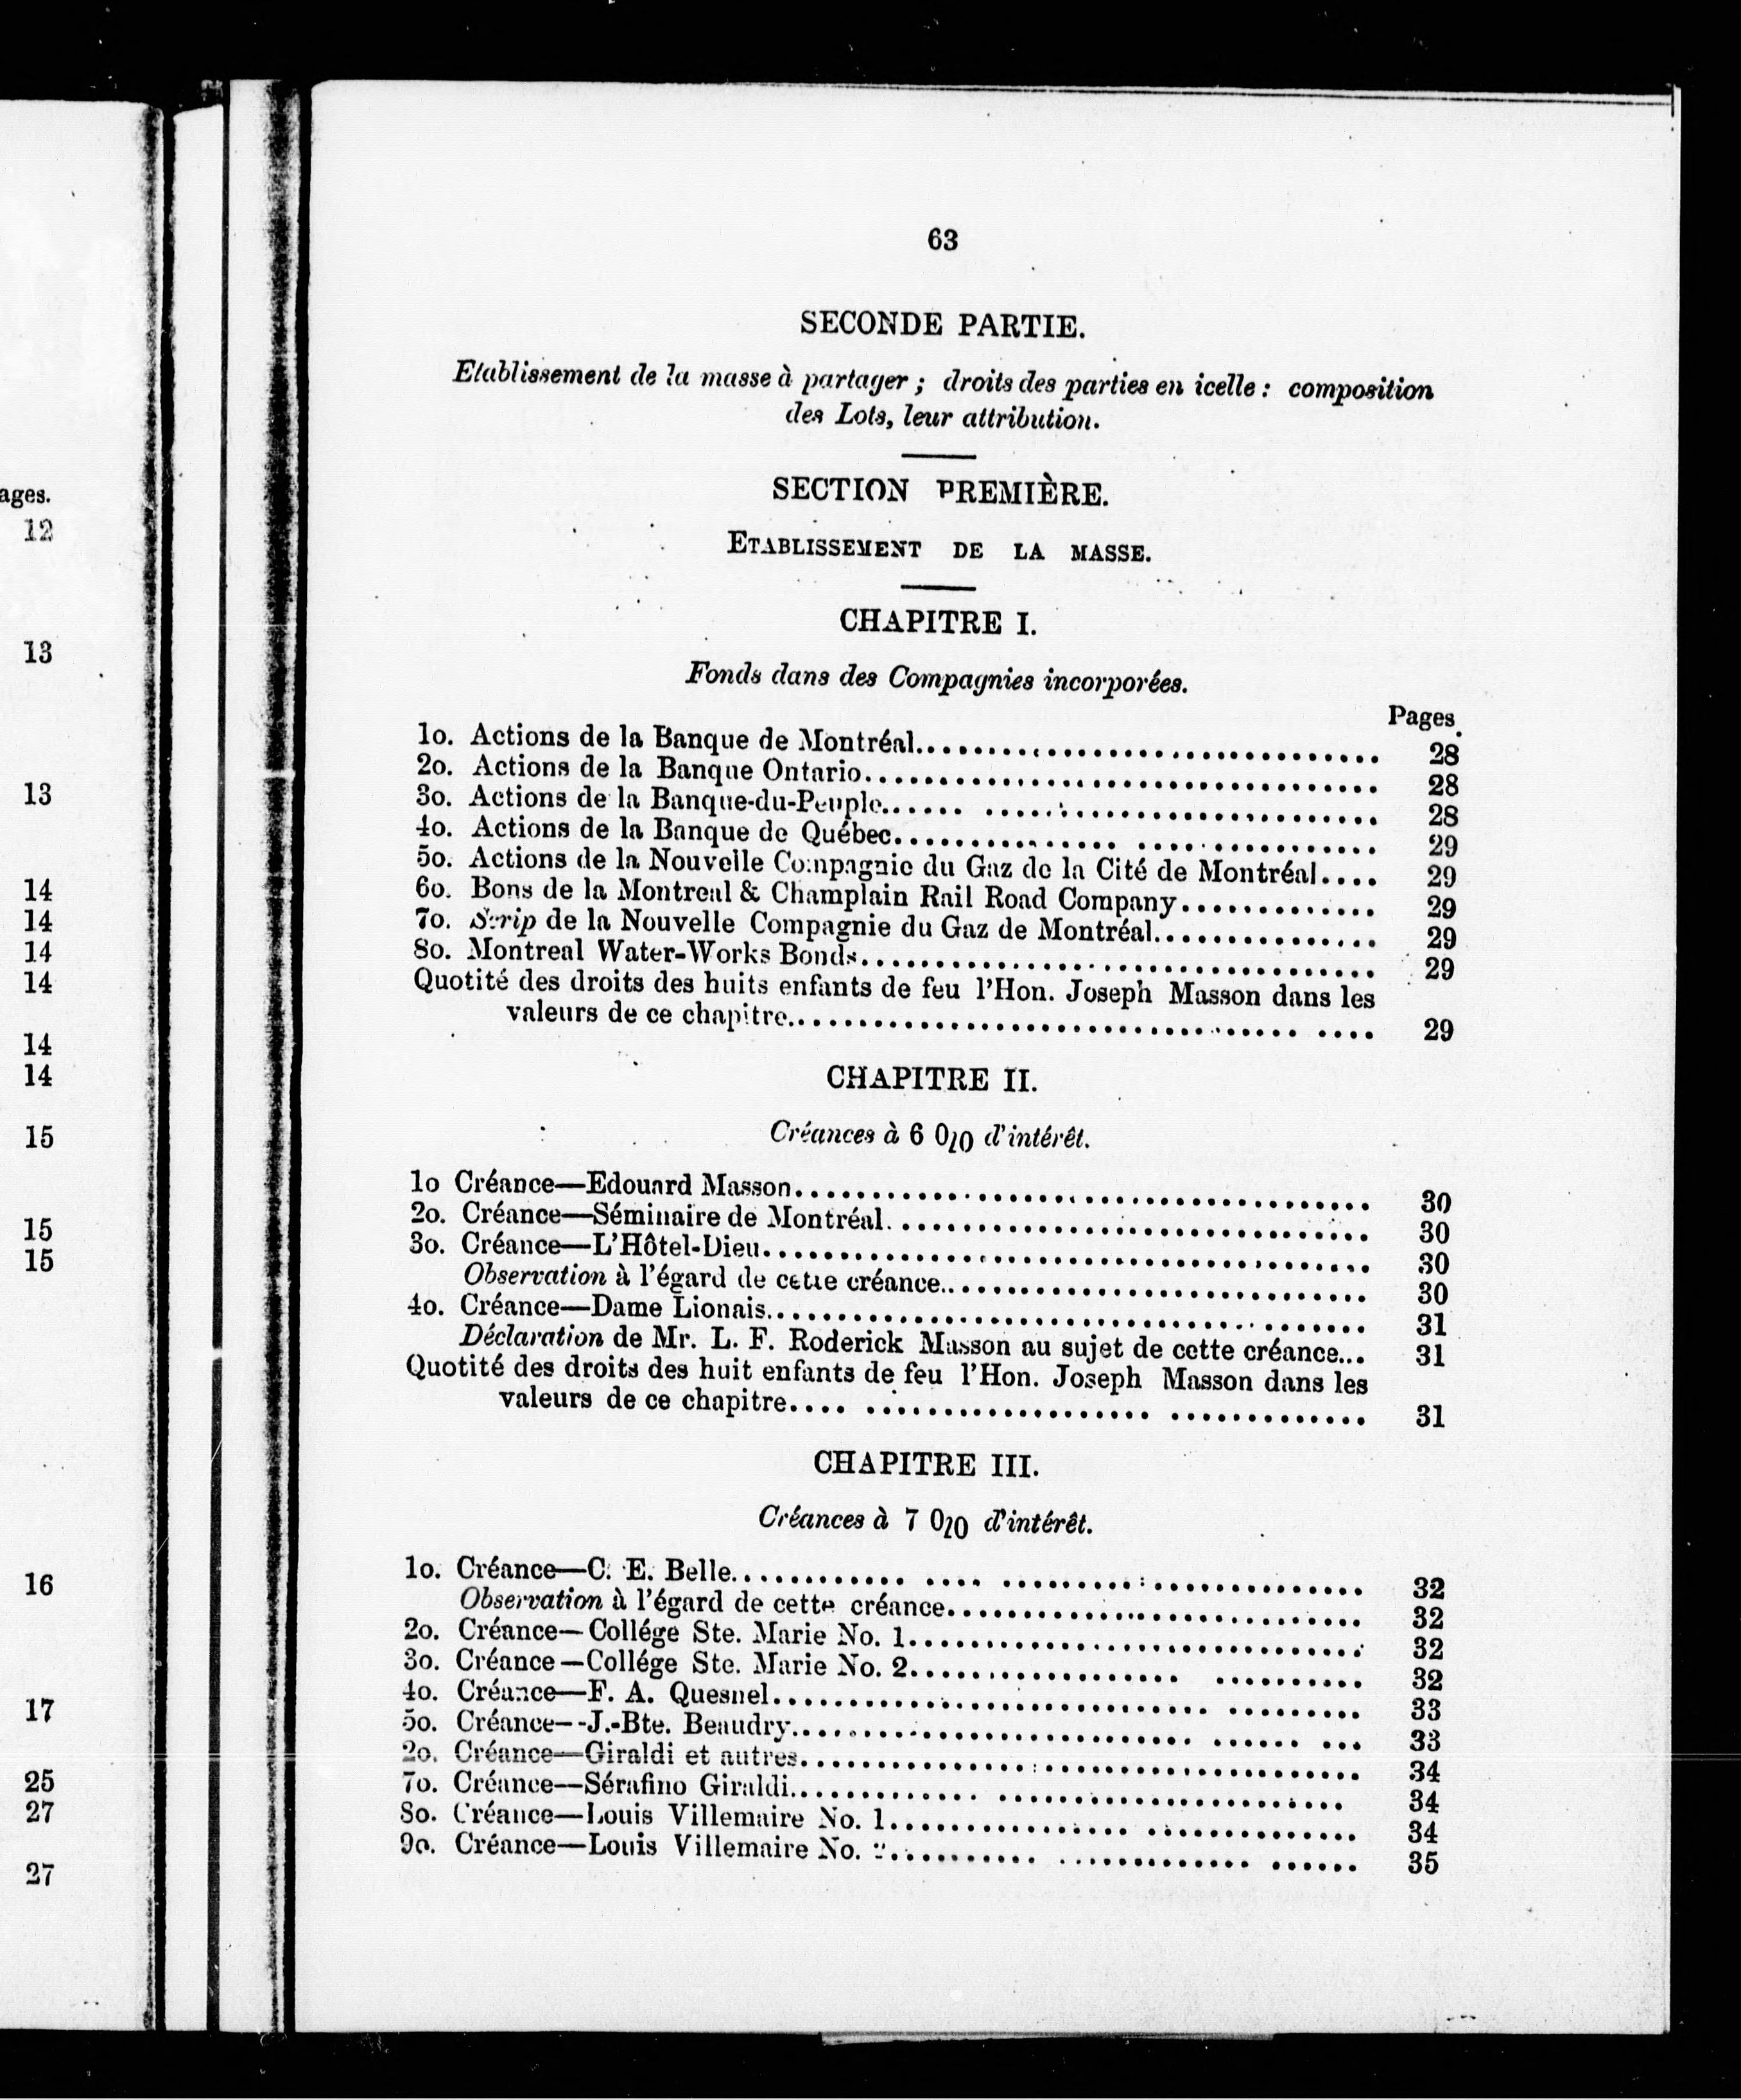 ages.
12
13
13
14
14
14
14
14
14
15
15
15
16
17
25
27
27
63
SECONDE PARTIE.
Etablissement de la masse à partager ; droits des parties en icelle : composition
des Lots, leur attribution.
SECTION PREMIÈRE.
ETABLISSEMENT DE LA MASSE.
CHAPITRE I.
Fonds dans des Compagnies incorporées.
Pages.
1o. Actions de la Banque de Montréal.................................... 28
2o. Actions de la Banque Ontario.................................... 28
3o. Actions de la Banque-du-Peuple...... .......................... 28
4o. Actions de la Banque de Québec............... ................ 29
5o. Actions de la Nouvelle Compagnie du Gaz de la Cité de Montréal.... 29
6o. Bons de la Montreal & Champlain Rail Road Company............. 29
7o. Scrip de la Nouvelle Compagnie du Gaz de Montréal............... 29
8o. Montreal Water-Works Bonds.................................. 29
Quotité des droits des huits enfants de feu l'Hon. Joseph Masson dans les
valeurs de ce chapitre................................. .... 29
CHAPITRE II.
Créances à 6 0/0 d'intérêt.
1o Créance—Edouard Masson...................................... 30
2o. Créance—Séminaire de Montréal. ............................... 30
3o. Créance—L'Hôtel-Dieu........................................ 30
Observation à l'égard de cette créance............................ 30
4o. Créance—Dame Lionais....................................... 31
Déclaration de Mr. L. F. Roderick Masson au sujet de cette créance... 31
Quotité des droits des huit enfants de feu l'Hon. Joseph Masson dans les
valeurs de ce chapitre.... ................... ............. 31
CHAPITRE III.
Créances à 7 0/0 d'intérêt.
1o. Créance—C. E. Belle............ .... ......................... 32
Observation à l'égard de cette créance............................ 32
2o. Créance—Collége Ste. Marie No. 1.............................. 32
3o. Créance—Collége Ste. Marie No. 2.................. .......... 32
4o. Créance—F. A. Quesnel............................ ......... 33
5o. Créance--J.-Bte. Beaudry.......................... ...... ... 33
2o. Créance—Giraldi et autres..................................... 34
7o. Créance—Sérafino Giraldi............. ....................... 34
8o. Créance—Louis Villemaire No. 1................ .............. 34
9o. Créance—Louis Villemaire No. .......... ............. ...... 35